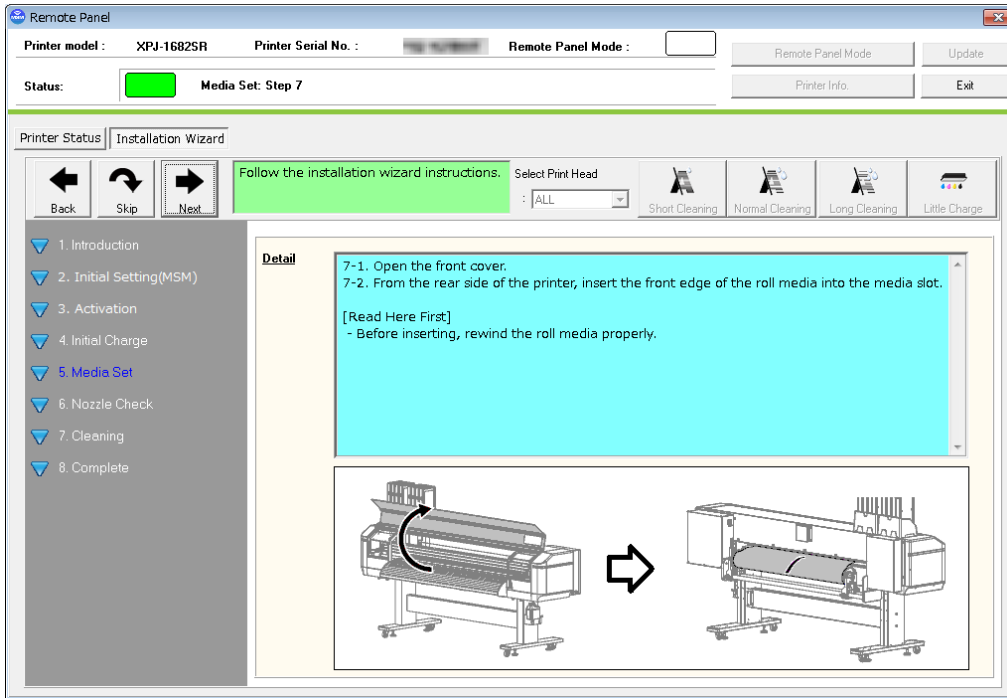 Remote Panel
Printer model : XPJ-1682SR Printer Serial No. : Remote Panel Mode :
Remote Panel Mode Update
Status: Media Set: Step 7
Printer Info. Exit
Printer Status Installation Wizard
Follow the installation wizard instructions.
Select Print Head
: ALL
Back Skip Next Short Cleaning Normal Cleaning Long Cleaning Little Charge
1. Introduction
2. Initial Setting(MSM)
3. Activation
4. Initial Charge
5. Media Set
6. Nozzle Check
7. Cleaning
8. Complete
Detail
7-1. Open the front cover.
7-2. From the rear side of the printer, insert the front edge of the roll media into the media slot.
[Read Here First]
- Before inserting, rewind the roll media properly.